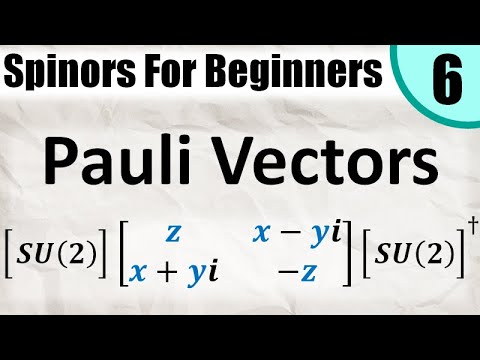 Spinors For Beginners 6
Pauli Vectors
[SU(2)] [z x − yi x + yi −z] [SU(2)]†